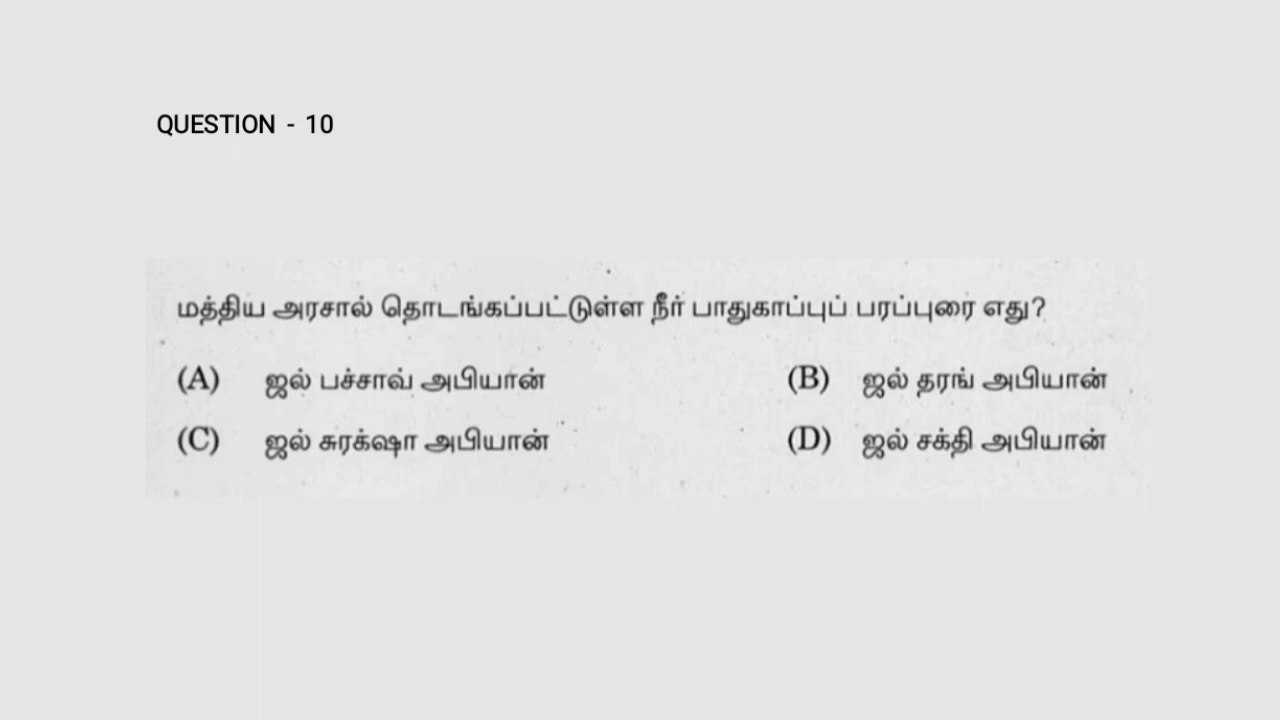 QUESTION - 10
மத்திய அரசால் தொடங்கப்பட்டுள்ள நீர் பாதுகாப்புப் பரப்புரை எது?
(A) ஜல் பச்சாவ் அபியான் (B) ஜல் தரங் அபியான்
(C) ஜல் சுரக்ஷா அபியான் (D) ஜல் சக்தி அபியான்